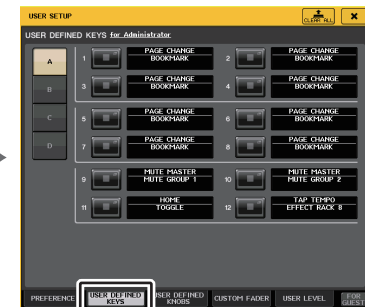 USER SETUP
CLEAR ALL
USER DEFINED KEYS for Administrator
A
B
C
D
1 PAGE CHANGE BOOKMARK
2 PAGE CHANGE BOOKMARK
3 PAGE CHANGE BOOKMARK
4 PAGE CHANGE BOOKMARK
5 PAGE CHANGE BOOKMARK
6 PAGE CHANGE BOOKMARK
7 PAGE CHANGE BOOKMARK
8 PAGE CHANGE BOOKMARK
9 MUTE MASTER MUTE GROUP 1
10 MUTE MASTER MUTE GROUP 2
11 HOME TOGGLE
12 TAP TEMPO EFFECT RACK 8
PREFERENCE
USER DEFINED KEYS
USER DEFINED KNOBS
CUSTOM FADER
USER LEVEL
FOR GUEST